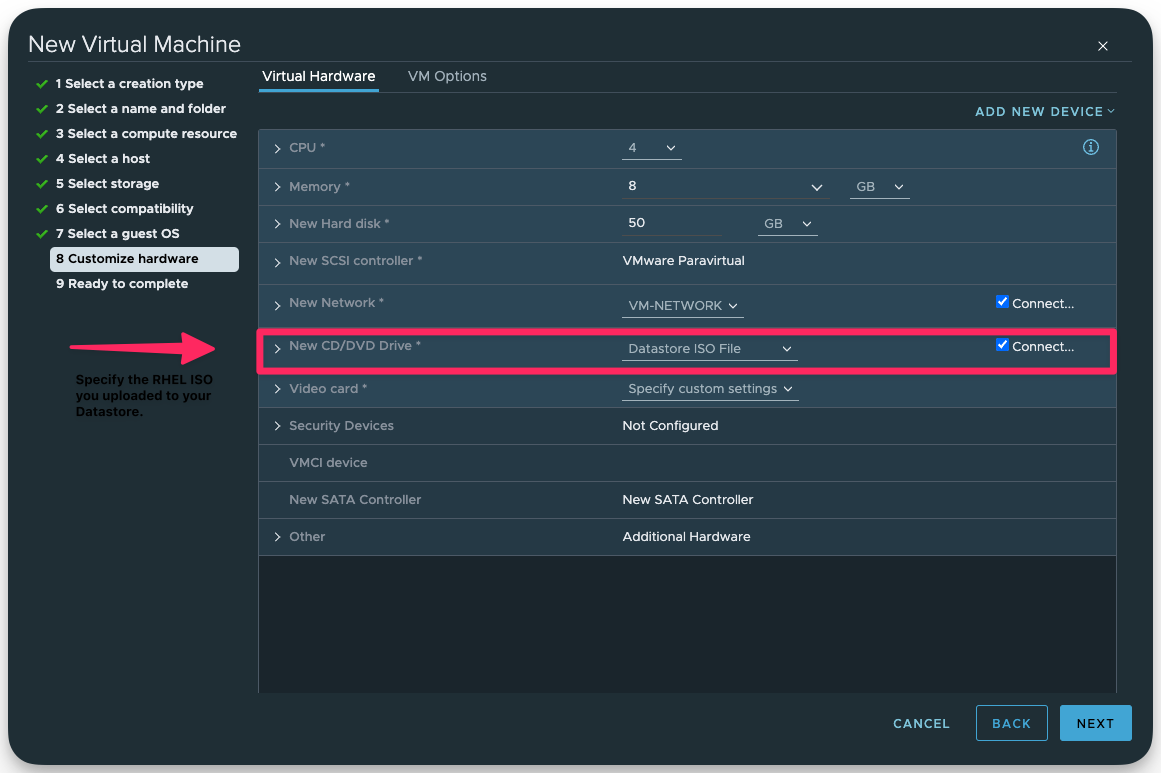 New Virtual Machine
1 Select a creation type
2 Select a name and folder
3 Select a compute resource
4 Select a host
5 Select storage
6 Select compatibility
7 Select a guest OS
8 Customize hardware
9 Ready to complete
Specify the RHEL ISO
you uploaded to your
Datastore.
Virtual Hardware VM Options
ADD NEW DEVICE
CPU * 4
Memory * 8 GB
New Hard disk * 50 GB
New SCSI controller * VMware Paravirtual
New Network * VM-NETWORK Connect...
New CD/DVD Drive * Datastore ISO File Connect...
Video card * Specify custom settings
Security Devices Not Configured
VMCI device
New SATA Controller New SATA Controller
Other Additional Hardware
CANCEL BACK NEXT